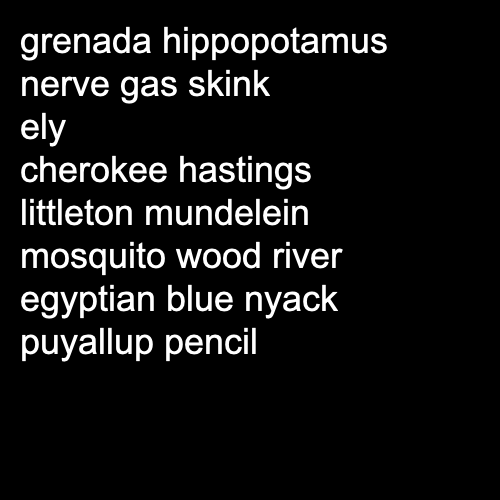 grenada hippopotamus
nerve gas skink
ely
cherokee hastings
littleton mundelein
mosquito wood river
egyptian blue nyack
puyallup pencil